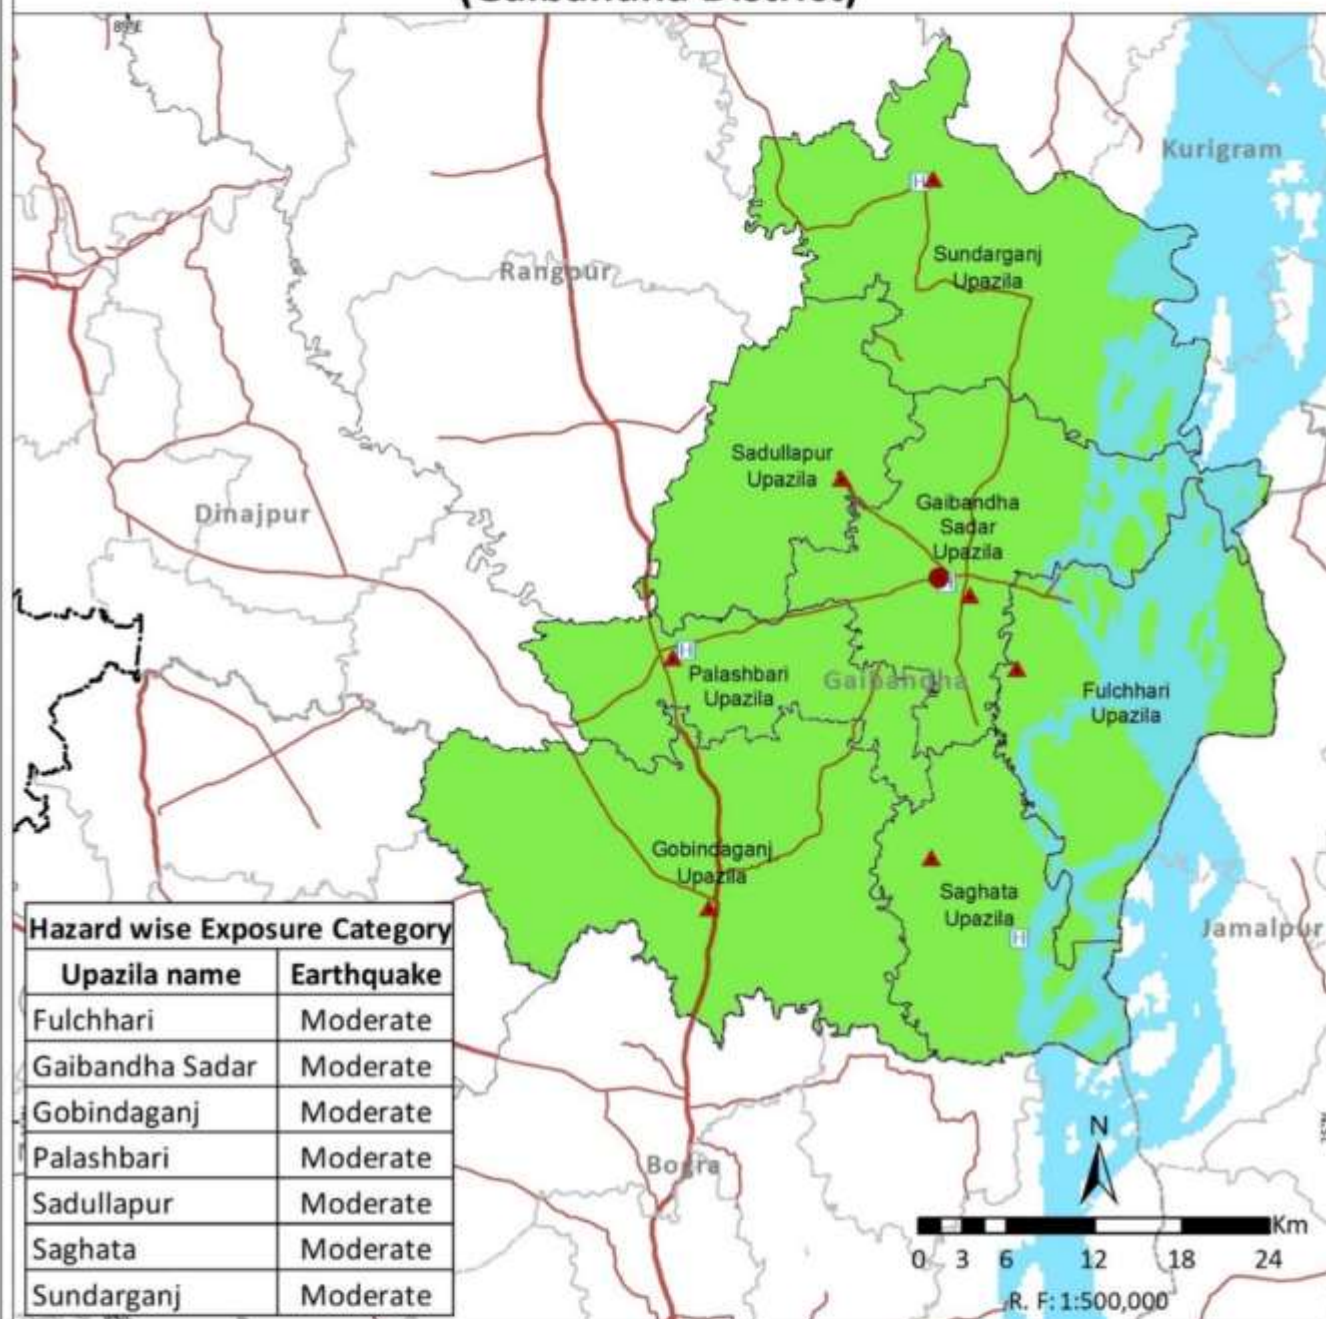 89°E
Kurigram
Sundarganj
Upazila
Rangpur
Sadullapur
Upazila
Gaibandha
Sadar
Upazila
Dinajpur
H
H
Palashbari
Upazila
Gaibandha
Fulchhari
Upazila
Gobindaganj
Upazila
Saghata
Upazila
H
Jamalpur
Hazard wise Exposure Category
Upazila name Earthquake
Fulchhari Moderate
Gaibandha Sadar Moderate
Gobindaganj Moderate
Palashbari Moderate
Sadullapur Moderate
Saghata Moderate
Sundarganj Moderate
Bogra
N
Km
0 3 6 12 18 24
R. F: 1:500,000